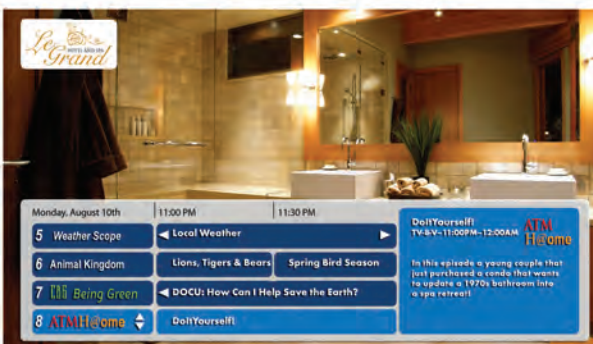 Le Grand
HOTEL AND SPA
Monday, August 10th 11:00 PM 11:30 PM
5 Weather Scope Local Weather
6 Animal Kingdom Lions, Tigers & Bears Spring Bird Season
7 Being Green DOCU: How Can I Help Save the Earth?
8 ATMH@ome DoItYourself!
DoItYourself!
TV-8-V-11:00PM-12:00AM
ATM
H@ome
In this episode a young couple that
just purchased a condo that wants
to update a 1970s bathroom into
a spa retreat!